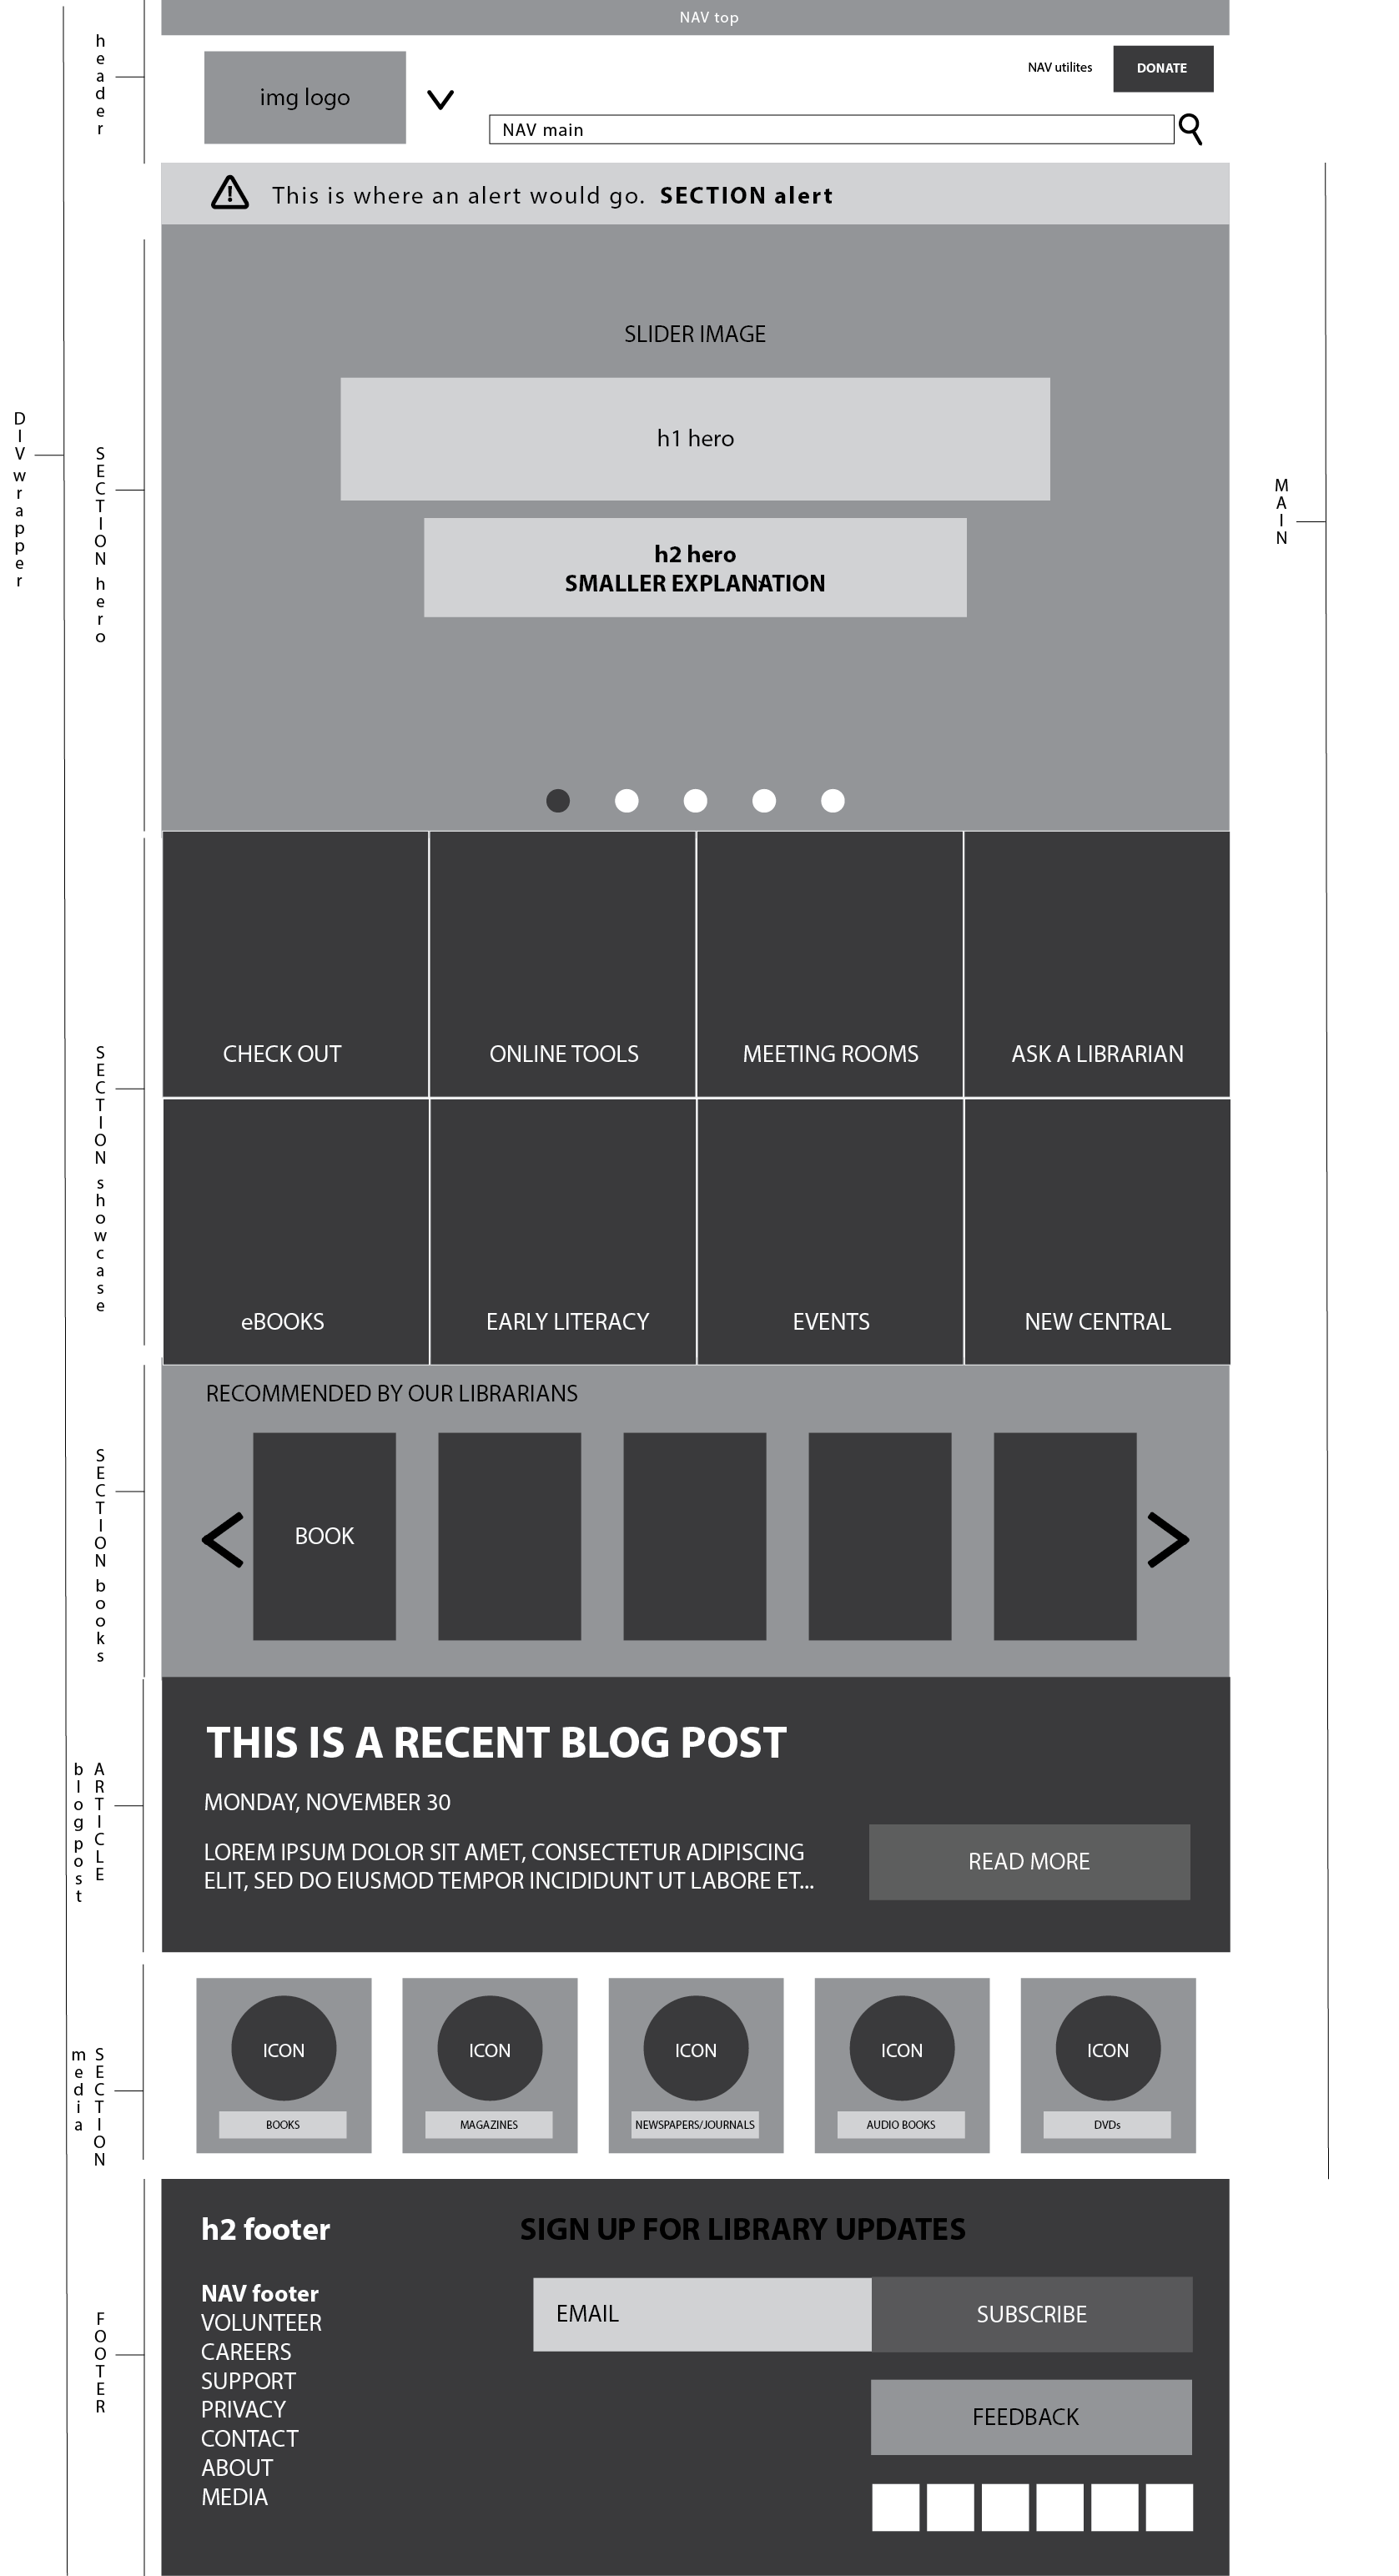 NAV top
header
img logo
NAV utilites
DONATE
NAV main
This is where an alert would go. SECTION alert
DIV wrapper
SECTION hero
MAIN
SLIDER IMAGE
h1 hero
h2 hero
SMALLER EXPLANATION
SECTION showcase
CHECK OUT
ONLINE TOOLS
MEETING ROOMS
ASK A LIBRARIAN
eBOOKS
EARLY LITERACY
EVENTS
NEW CENTRAL
SECTION books
RECOMMENDED BY OUR LIBRARIANS
BOOK
ARTICLE
blog post
THIS IS A RECENT BLOG POST
MONDAY, NOVEMBER 30
LOREM IPSUM DOLOR SIT AMET, CONSECTETUR ADIPISCING
ELIT, SED DO EIUSMOD TEMPOR INCIDIDUNT UT LABORE ET...
READ MORE
SECTION
media
ICON
ICON
ICON
ICON
ICON
BOOKS
MAGAZINES
NEWSPAPERS/JOURNALS
AUDIO BOOKS
DVDs
FOOTER
h2 footer
SIGN UP FOR LIBRARY UPDATES
NAV footer
VOLUNTEER
CAREERS
SUPPORT
PRIVACY
CONTACT
ABOUT
MEDIA
EMAIL
SUBSCRIBE
FEEDBACK